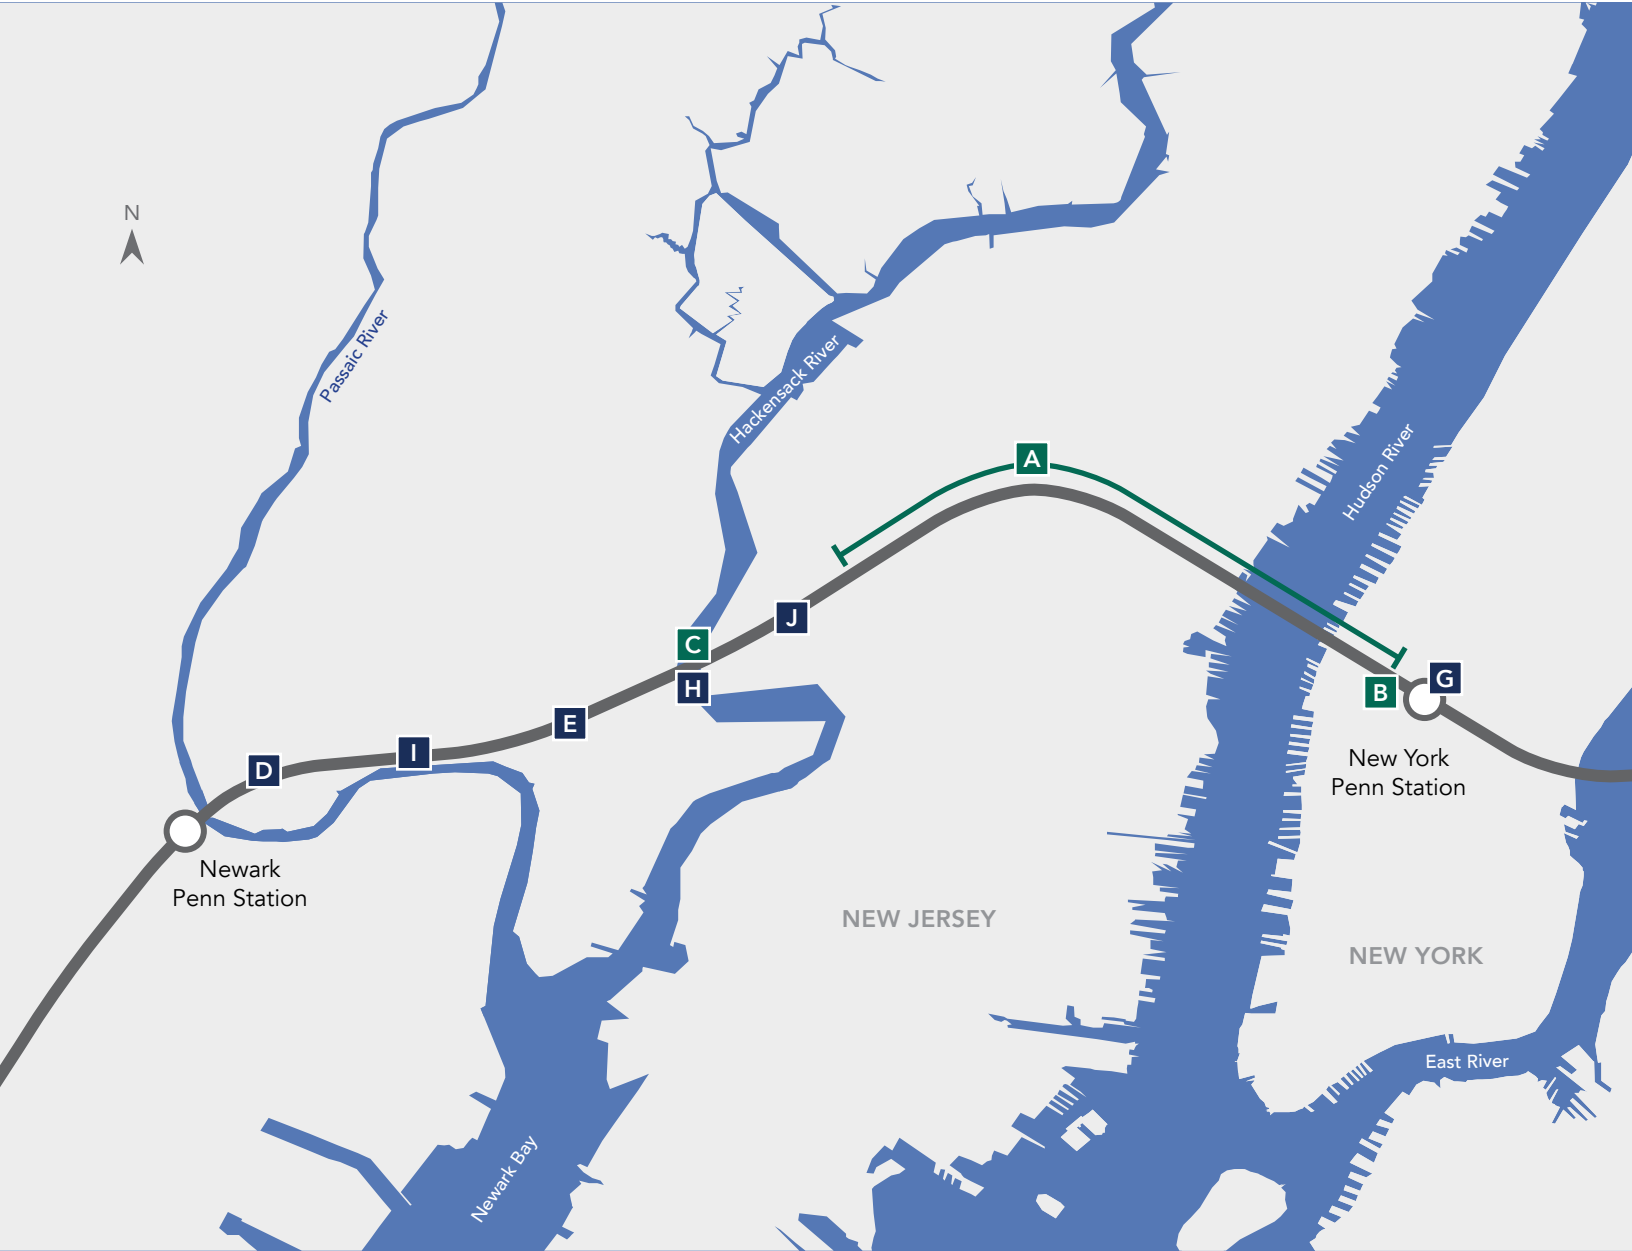 N
Passaic River
Hackensack River
Hudson River
A
J
C
H
B
G
E
I
D
New York
Penn Station
Newark
Penn Station
NEW JERSEY
NEW YORK
East River
Newark Bay